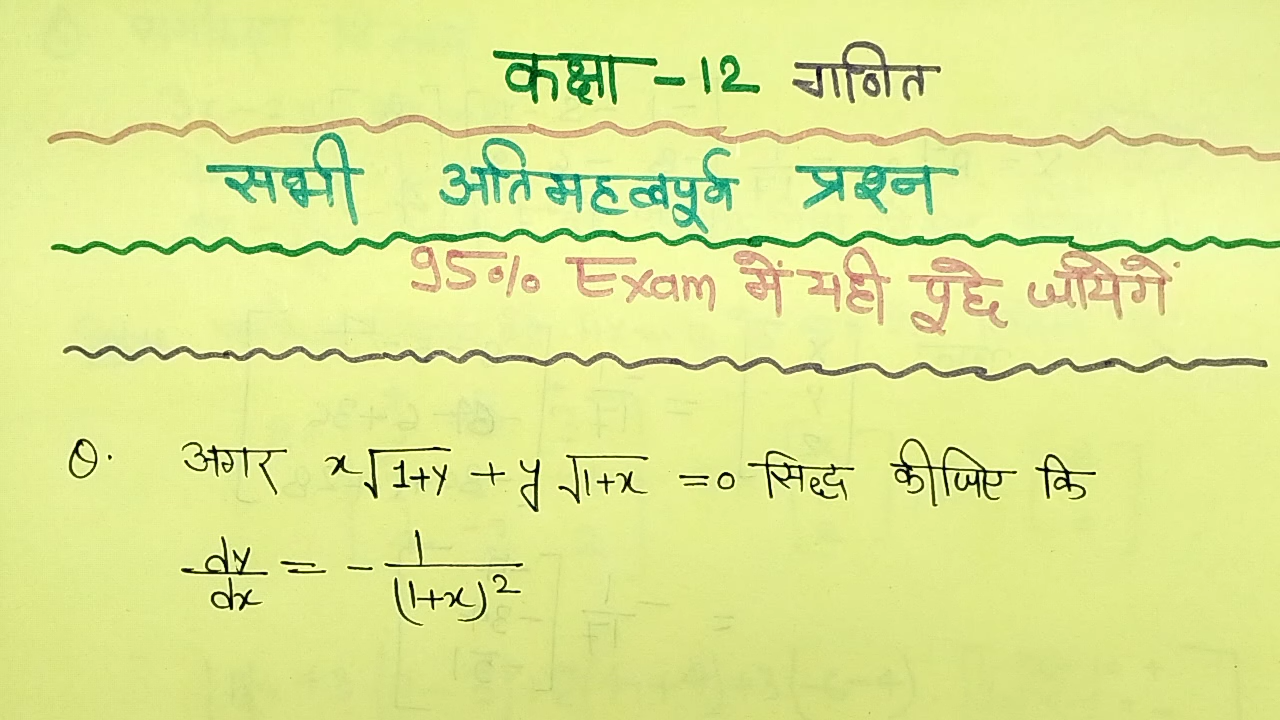 कक्षा -12 गणित
सभी अतिमहत्वपूर्ण प्रश्न
95% Exam में यही पूछे जायेगें
Q. अगर x√1+y + y√1+x = 0 सिद्ध कीजिए कि
dy/dx = - 1/(1+x)²